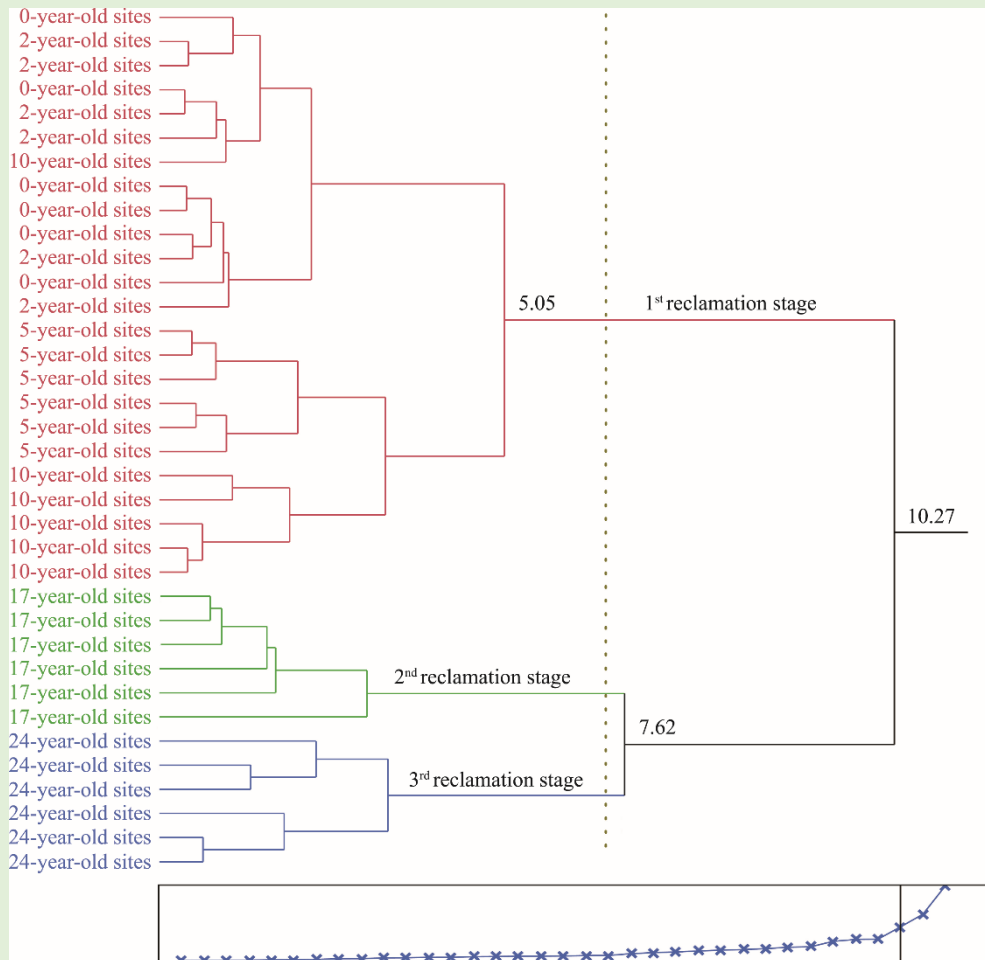 0-year-old sites
2-year-old sites
2-year-old sites
0-year-old sites
2-year-old sites
2-year-old sites
10-year-old sites
0-year-old sites
0-year-old sites
0-year-old sites
2-year-old sites
0-year-old sites
2-year-old sites
5.05
1st reclamation stage
5-year-old sites
5-year-old sites
5-year-old sites
5-year-old sites
5-year-old sites
5-year-old sites
10-year-old sites
10-year-old sites
10-year-old sites
10-year-old sites
10-year-old sites
10.27
17-year-old sites
17-year-old sites
17-year-old sites
17-year-old sites
17-year-old sites
17-year-old sites
2nd reclamation stage
7.62
24-year-old sites
24-year-old sites
24-year-old sites
24-year-old sites
24-year-old sites
24-year-old sites
3rd reclamation stage